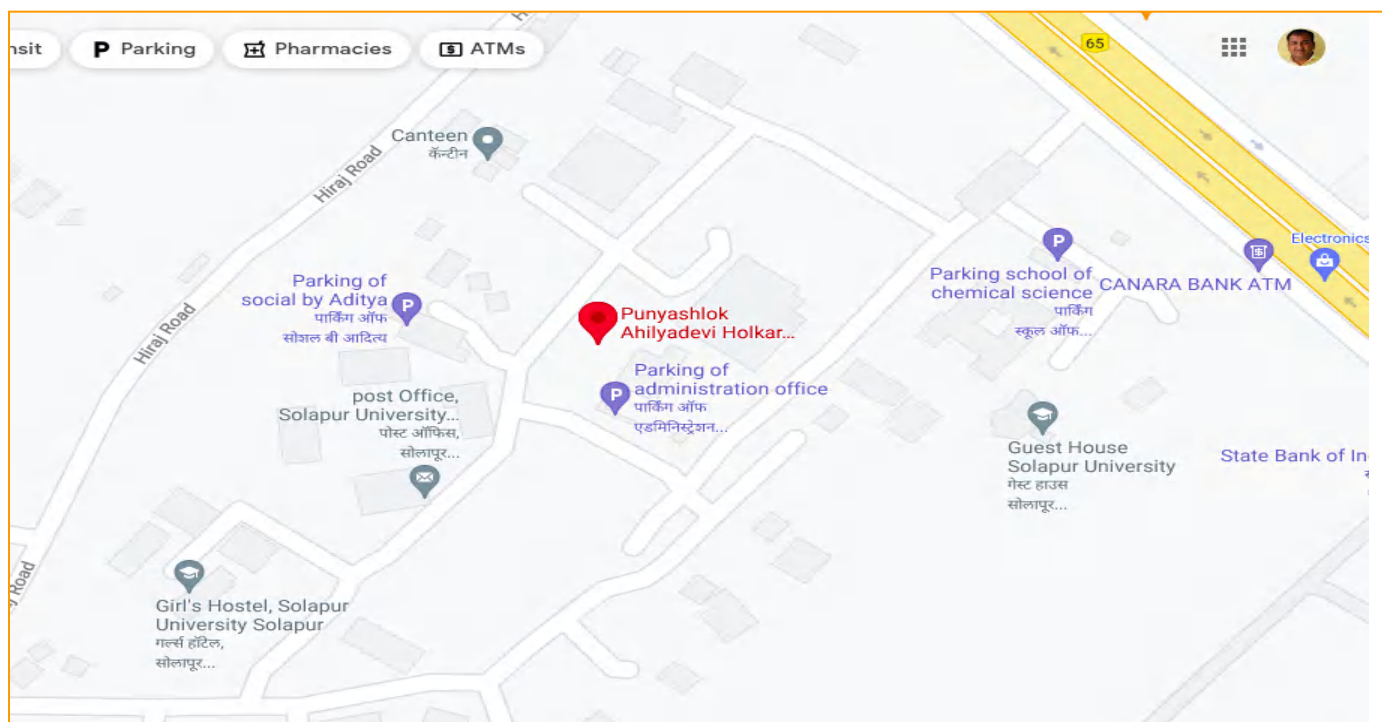 nsit
P Parking
Pharmacies
ATMs
65
Canteen
कॅन्टीन
Hiraj Road
Hiraj Road
Road
Parking of
social by Aditya
पार्किंग ऑफ
सोशल बी आदित्य
P
Punyashlok
Ahilyadevi Holkar...
P
Parking of
administration office
पार्किंग ऑफ
एडमिनिस्ट्रेशन...
P
Parking school of
chemical science
पार्किंग
स्कूल ऑफ...
CANARA BANK ATM
Electronics
post Office,
Solapur University...
पोस्ट ऑफिस,
सोलापूर...
Guest House
Solapur University
गेस्ट हाउस
सोलापूर...
State Bank of In
Girl's Hostel, Solapur
University Solapur
गर्ल्स हॉटेल,
सोलापूर...